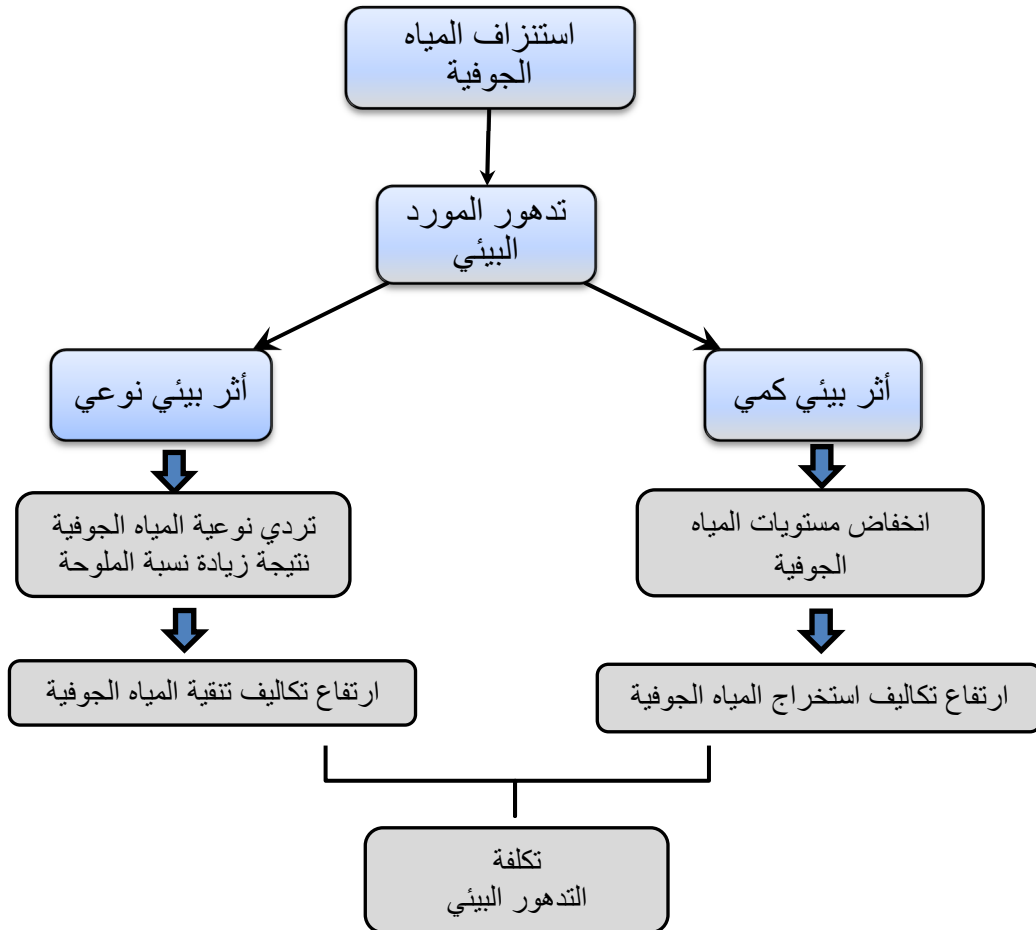 استنزاف المياه
الجوفية
تدهور المورد
البيئي
أثر بيئي كمي
أثر بيئي نوعي
انخفاض مستويات المياه
الجوفية
تردي نوعية المياه الجوفية
نتيجة زيادة نسبة الملوحة
ارتفاع تكاليف استخراج المياه الجوفية
ارتفاع تكاليف تنقية المياه الجوفية
تكلفة
التدهور البيئي